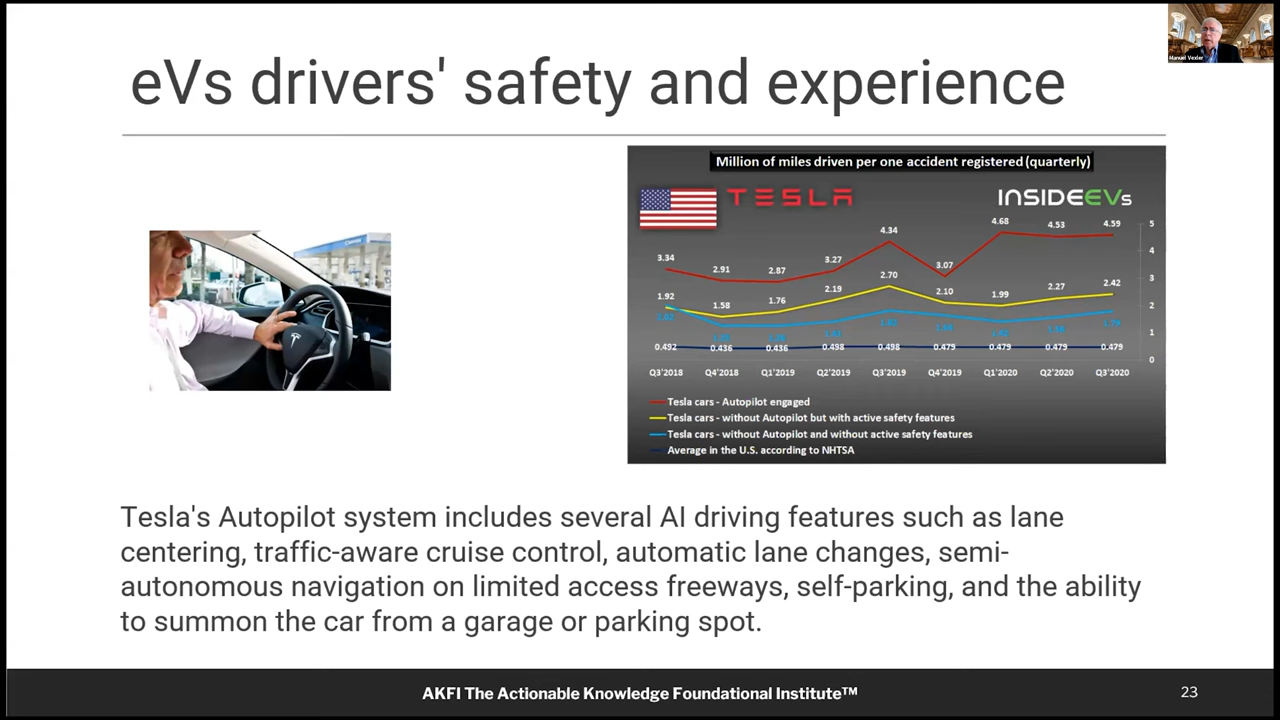 eVs drivers' safety and experience
Manuel Vexler
Million of miles driven per one accident registered (quarterly)
TESLA
INSIDEEVs
3.34 2.91 2.87 3.27 4.34 3.07 4.68 4.53 4.59
1.92 1.58 1.76 2.19 2.70 2.10 1.99 2.27 2.42
2.02
0.492 0.436 0.436 0.498 0.498 0.479 0.479 0.479 0.479
5
4
3
2
1
0
Q3'2018 Q4'2018 Q1'2019 Q2'2019 Q3'2019 Q4'2019 Q1'2020 Q2'2020 Q3'2020
Tesla cars - Autopilot engaged
Tesla cars - without Autopilot but with active safety features
Tesla cars - without Autopilot and without active safety features
Average in the U.S. according to NHTSA
Tesla's Autopilot system includes several AI driving features such as lane
centering, traffic-aware cruise control, automatic lane changes, semi-
autonomous navigation on limited access freeways, self-parking, and the ability
to summon the car from a garage or parking spot.
AKFI The Actionable Knowledge Foundational Institute™
23